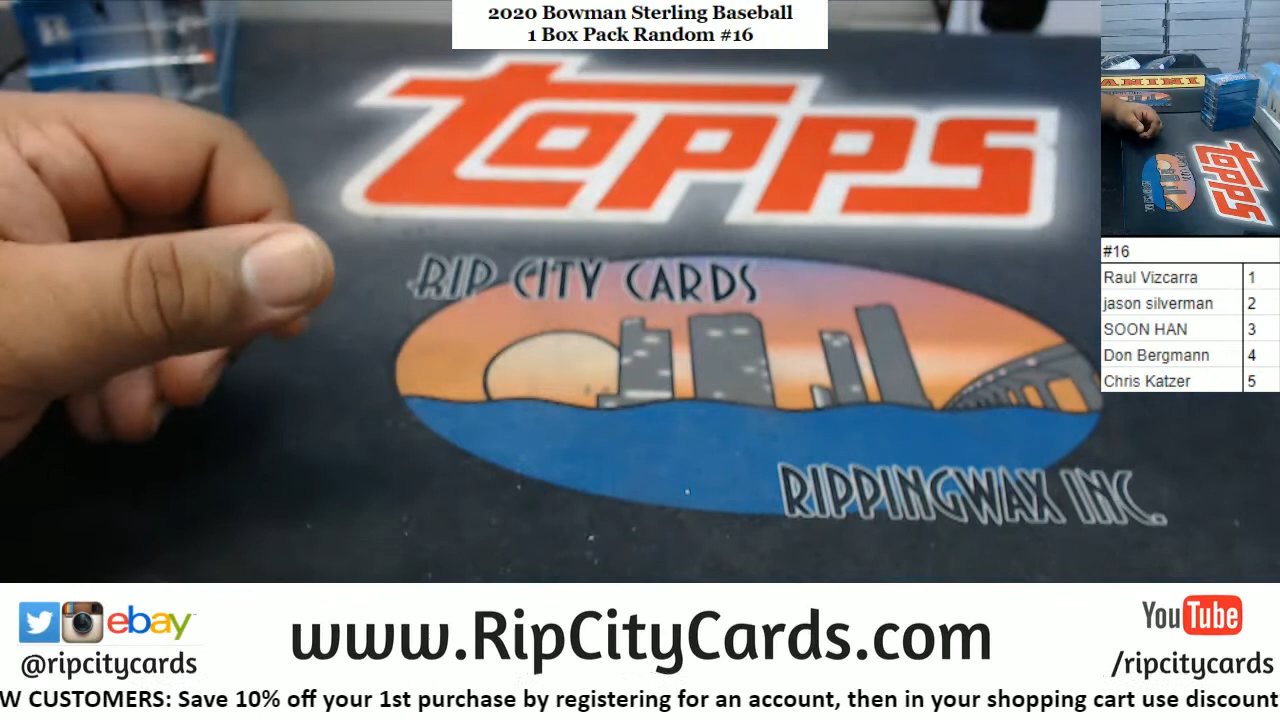 2020 Bowman Sterling Baseball
1 Box Pack Random #16
topps
RIP CITY CARDS
RIPPINGWAX INC.
PANINI
topps
#16
Raul Vizcarra 1
jason silverman 2
SOON HAN 3
Don Bergmann 4
Chris Katzer 5
ebay
@ripcitycards
www.RipCityCards.com
YouTube
/ripcitycards
W CUSTOMERS: Save 10% off your 1st purchase by registering for an account, then in your shopping cart use discount